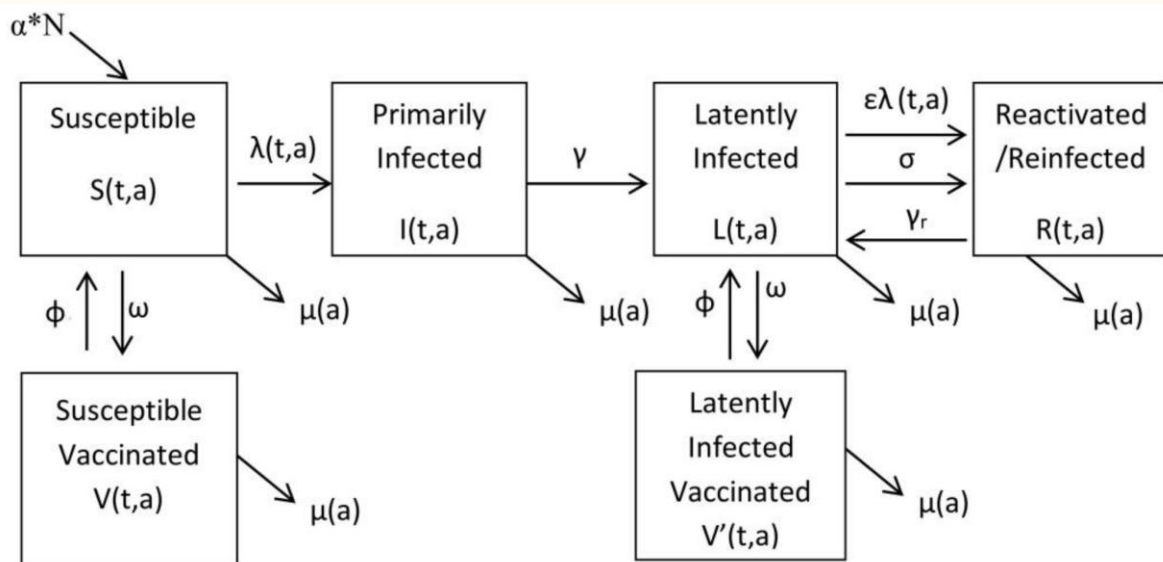 α*N
Susceptible
S(t,a)
λ(t,a)
Primarily
Infected
I(t,a)
γ
Latently
Infected
L(t,a)
ελ(t,a)
σ
γr
Reactivated
/Reinfected
R(t,a)
μ(a)
μ(a)
μ(a)
μ(a)
ϕ
ω
ϕ
ω
Susceptible
Vaccinated
V(t,a)
μ(a)
Latently
Infected
Vaccinated
V’(t,a)
μ(a)